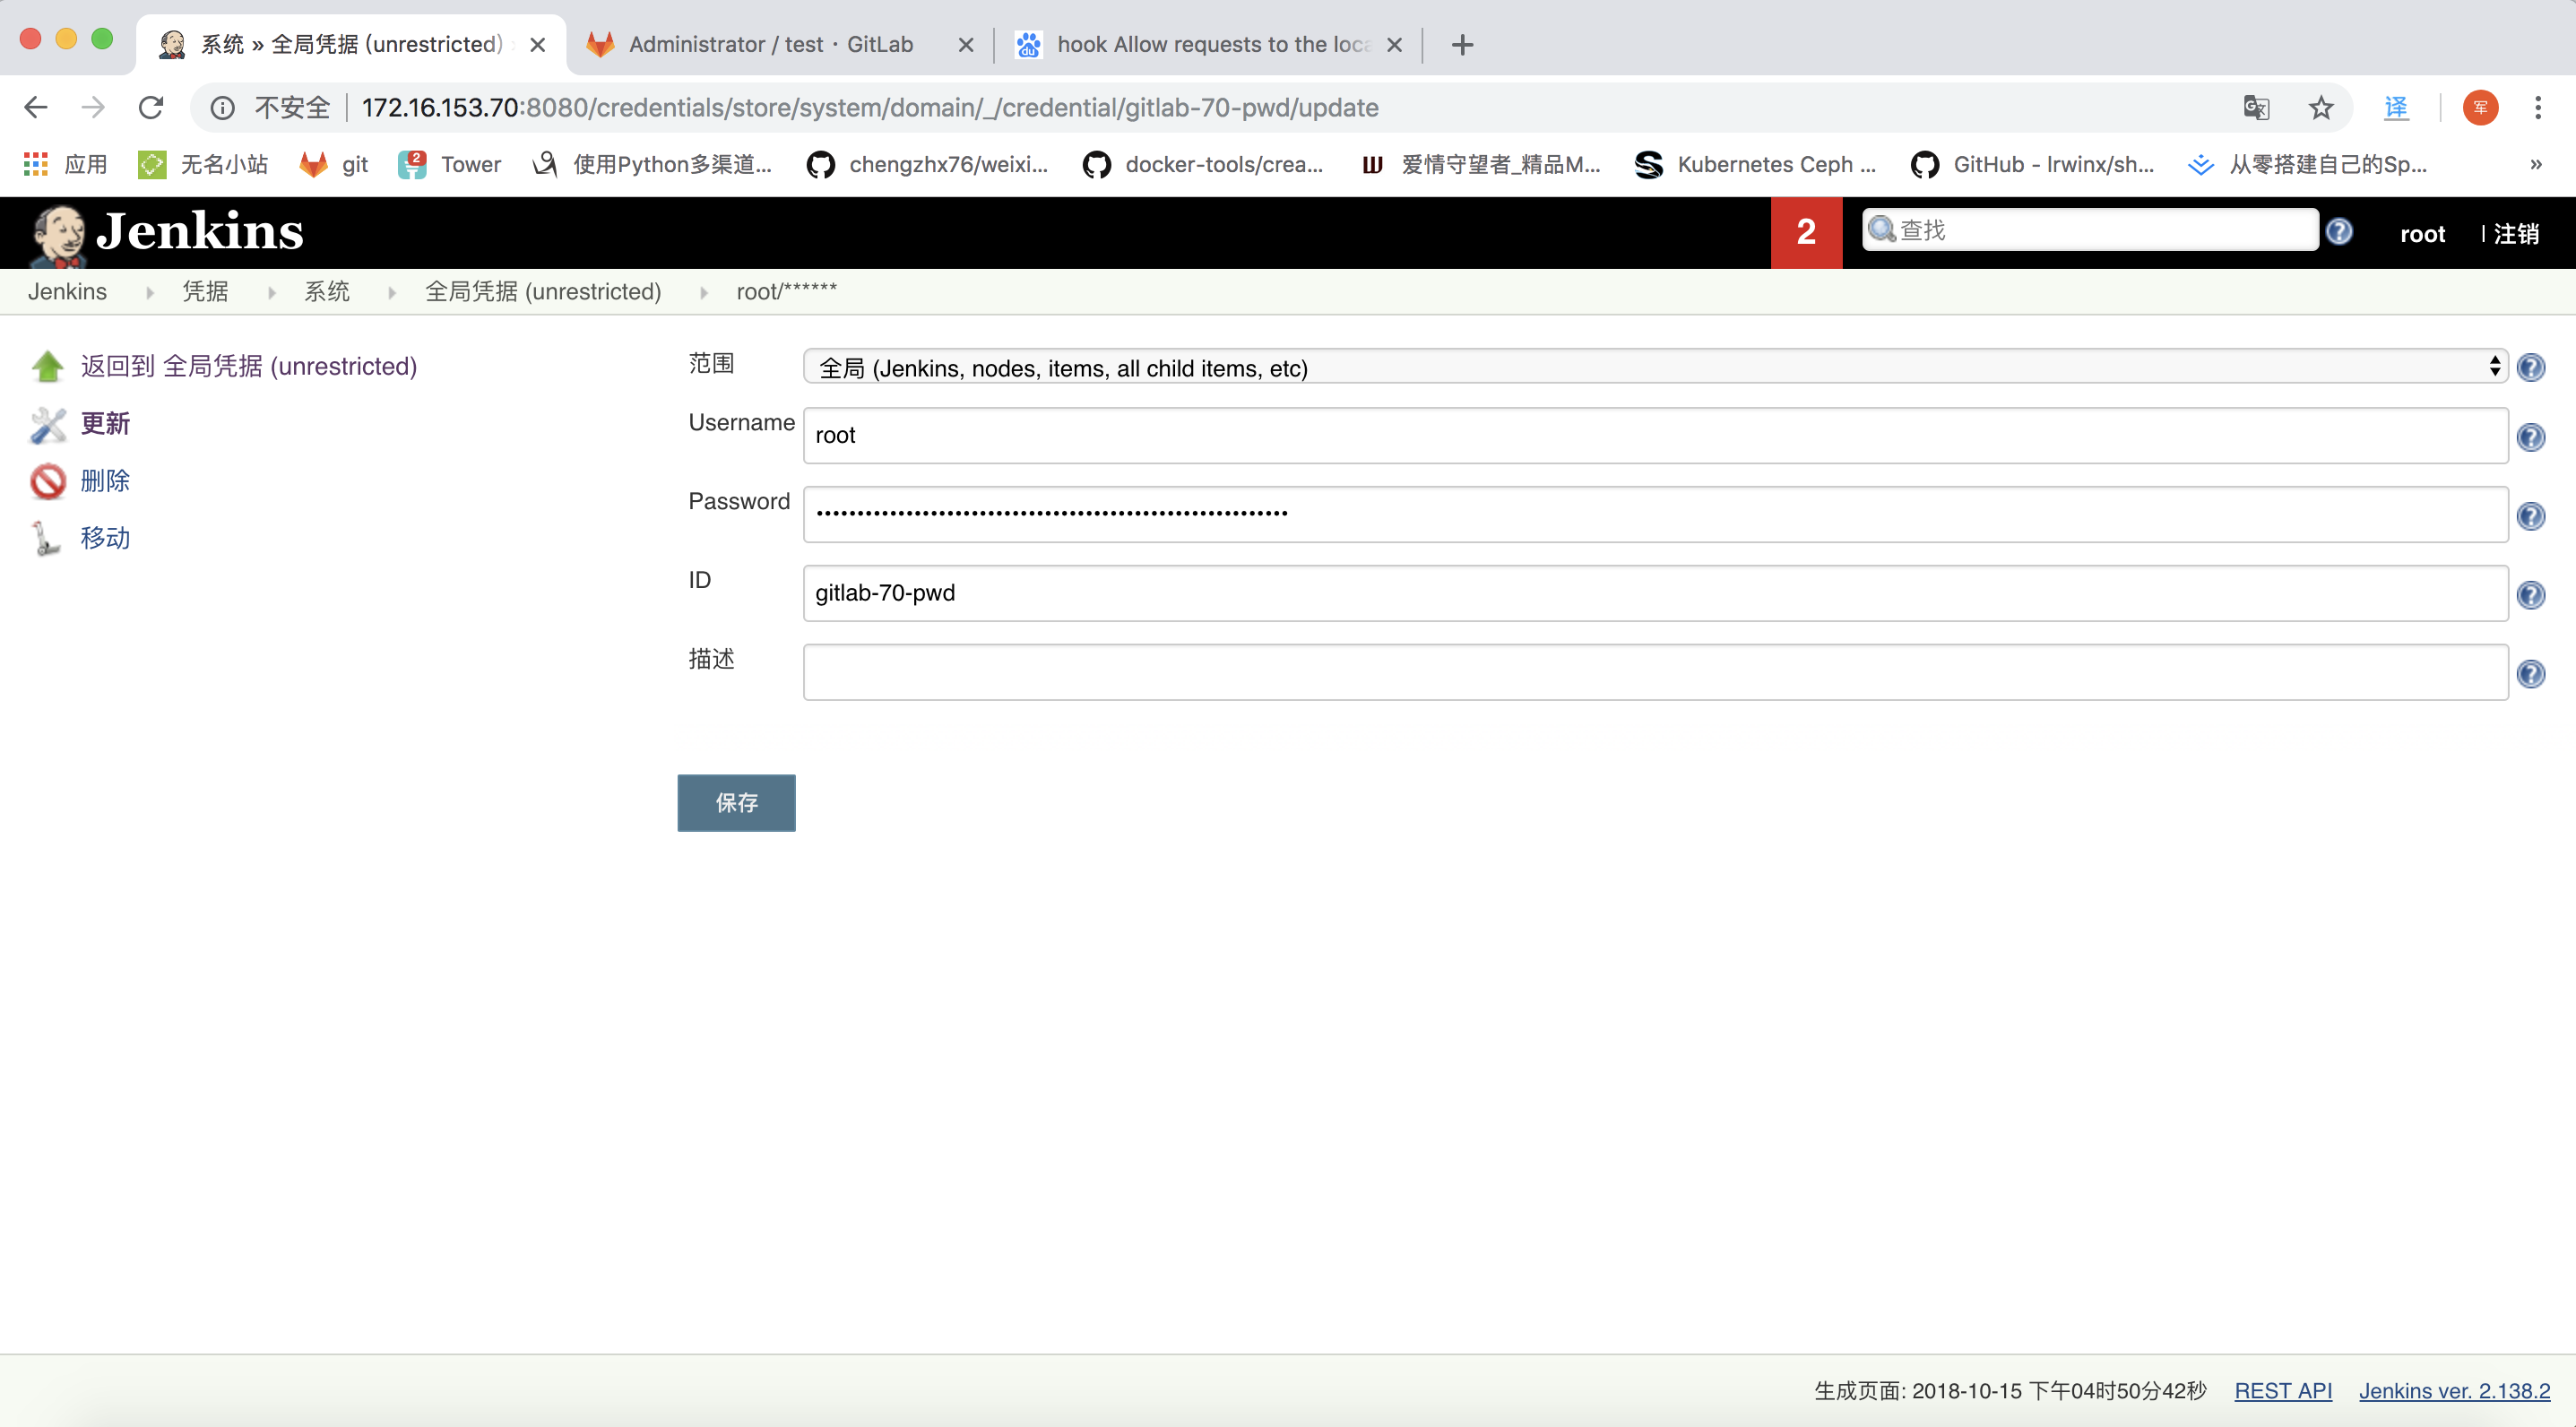 系统 » 全局凭据 (unrestricted)
Administrator / test · GitLab
hook Allow requests to the loca
不安全
172.16.153.70:8080/credentials/store/system/domain/_/credential/gitlab-70-pwd/update
译
军
应用
无名小站
git
2
Tower
使用Python多渠道...
chengzhx76/weixi...
docker-tools/crea...
爱情守望者_精品M...
Kubernetes Ceph ...
GitHub - lrwinx/sh...
从零搭建自己的Sp...
»
Jenkins
2
查找
root
| 注销
Jenkins
凭据
系统
全局凭据 (unrestricted)
root/******
返回到 全局凭据 (unrestricted)
更新
删除
移动
范围
全局 (Jenkins, nodes, items, all child items, etc)
Username
root
Password
ID
gitlab-70-pwd
描述
保存
生成页面: 2018-10-15 下午04时50分42秒
REST API
Jenkins ver. 2.138.2